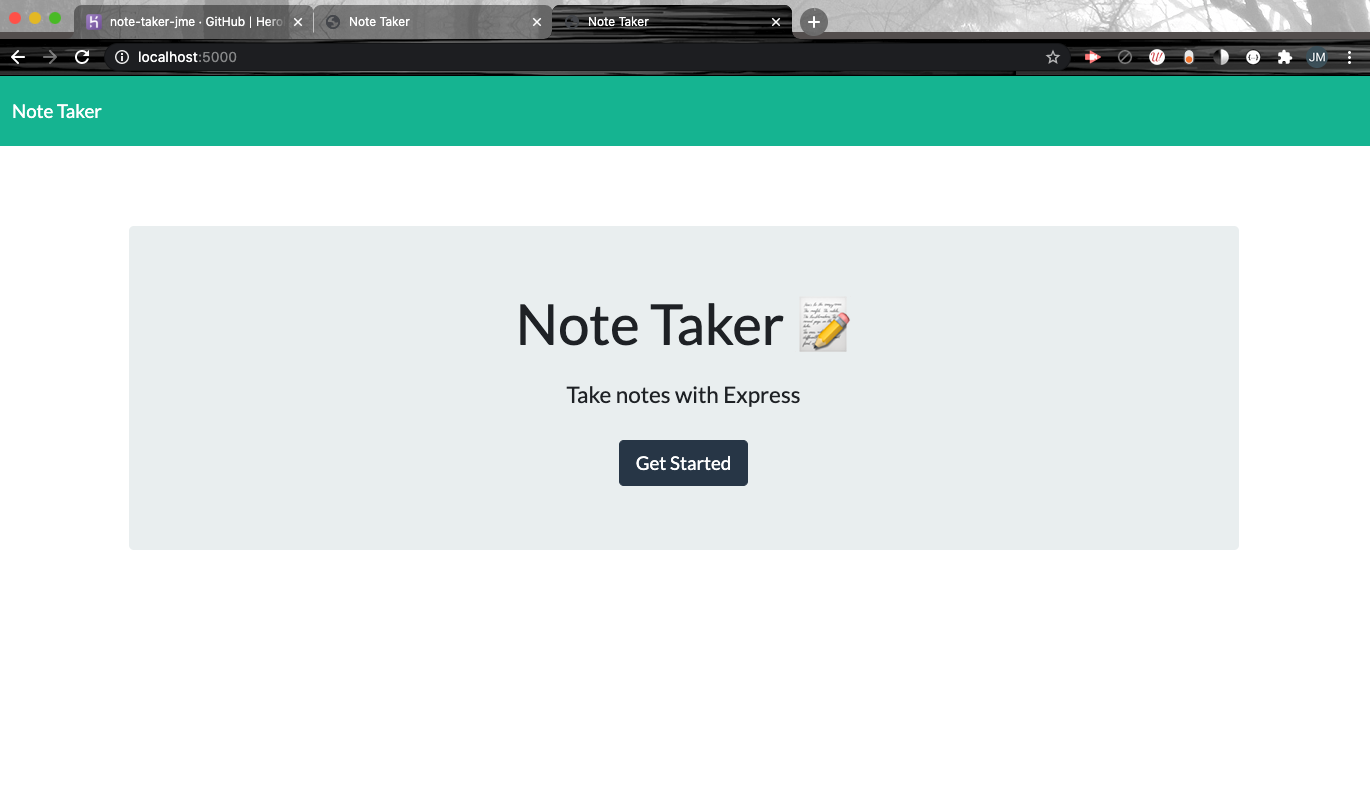 note-taker-jme · GitHub | Hero
Note Taker
Note Taker
localhost:5000
JM
Note Taker
Note Taker
Take notes with Express
Get Started